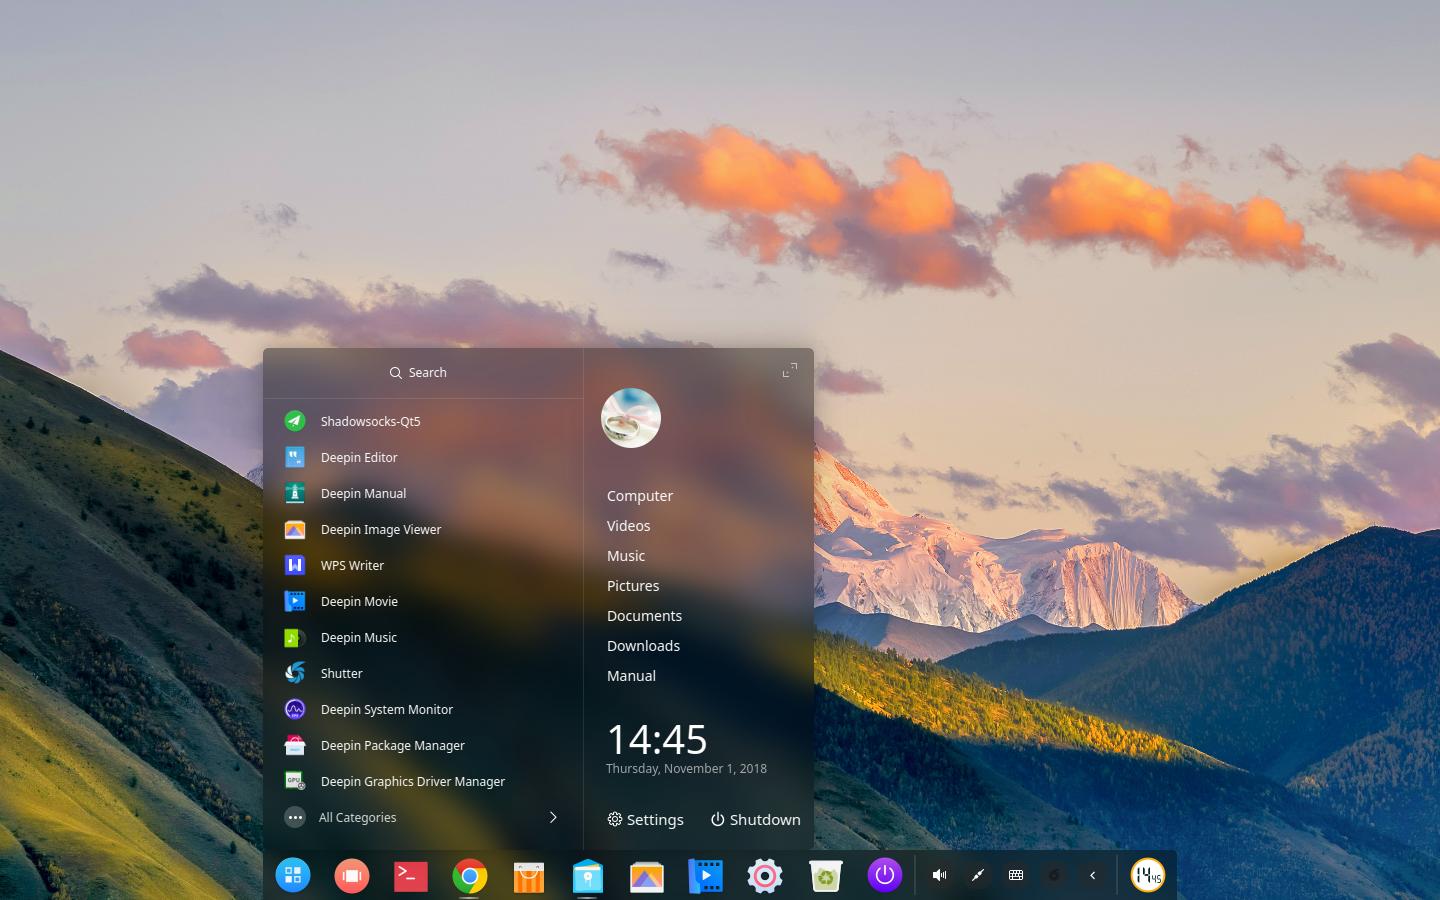 Search
Shadowsocks-Qt5
Deepin Editor
Deepin Manual
Deepin Image Viewer
WPS Writer
Deepin Movie
Deepin Music
Shutter
Deepin System Monitor
Deepin Package Manager
Deepin Graphics Driver Manager
All Categories
Computer
Videos
Music
Pictures
Documents
Downloads
Manual
14:45
Thursday, November 1, 2018
Settings
Shutdown
14 45